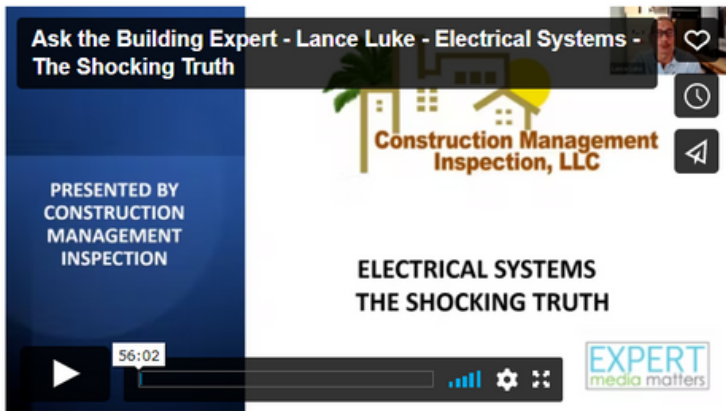 Ask the Building Expert - Lance Luke - Electrical Systems -
The Shocking Truth
Construction Management
Inspection, LLC
PRESENTED BY
CONSTRUCTION
MANAGEMENT
INSPECTION
ELECTRICAL SYSTEMS
THE SHOCKING TRUTH
56:02
EXPERT
media matters